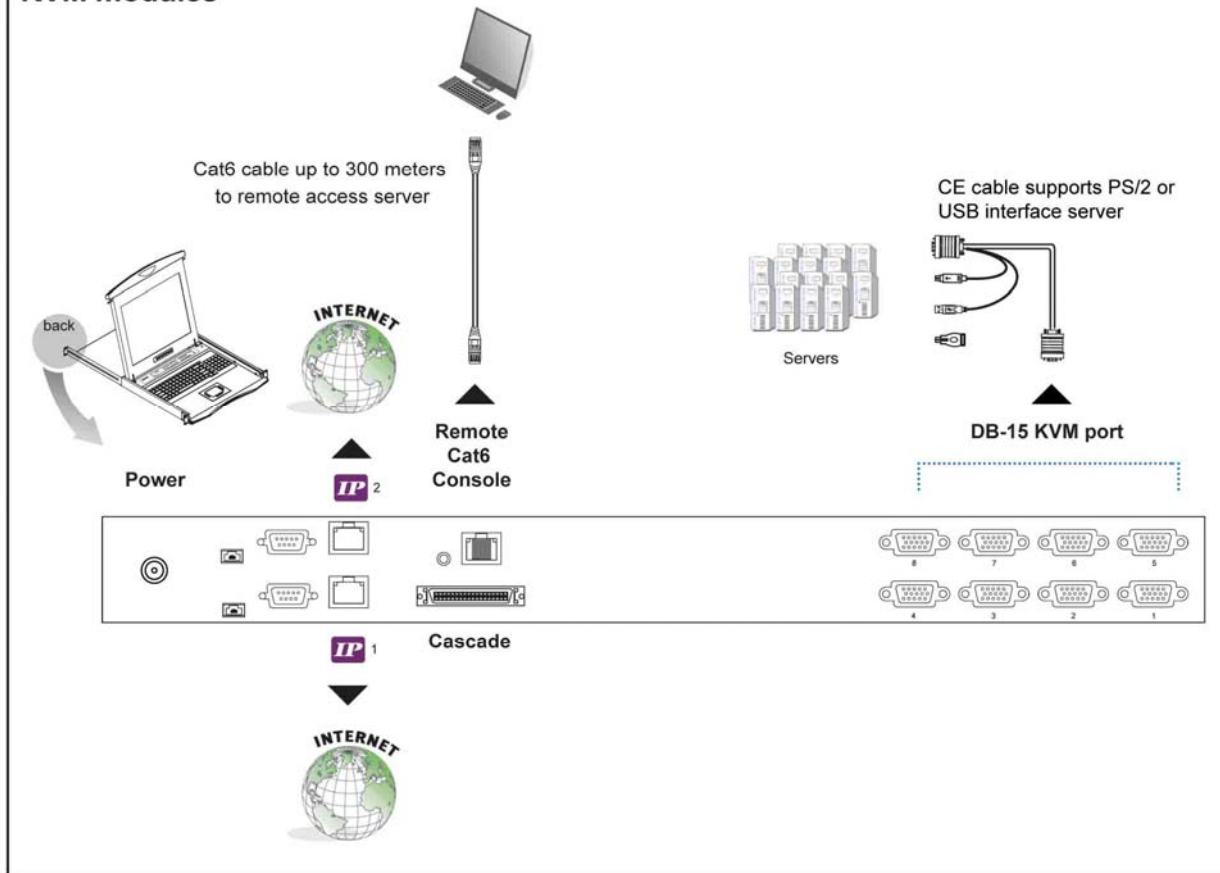 KVM modules
Cat6 cable up to 300 meters
to remote access server
CE cable supports PS/2 or
USB interface server
back
INTERNET
Servers
Remote
Cat6
Console
DB-15 KVM port
Power
IP 2
8 7 6 5
4 3 2 1
IP 1
Cascade
INTERNET